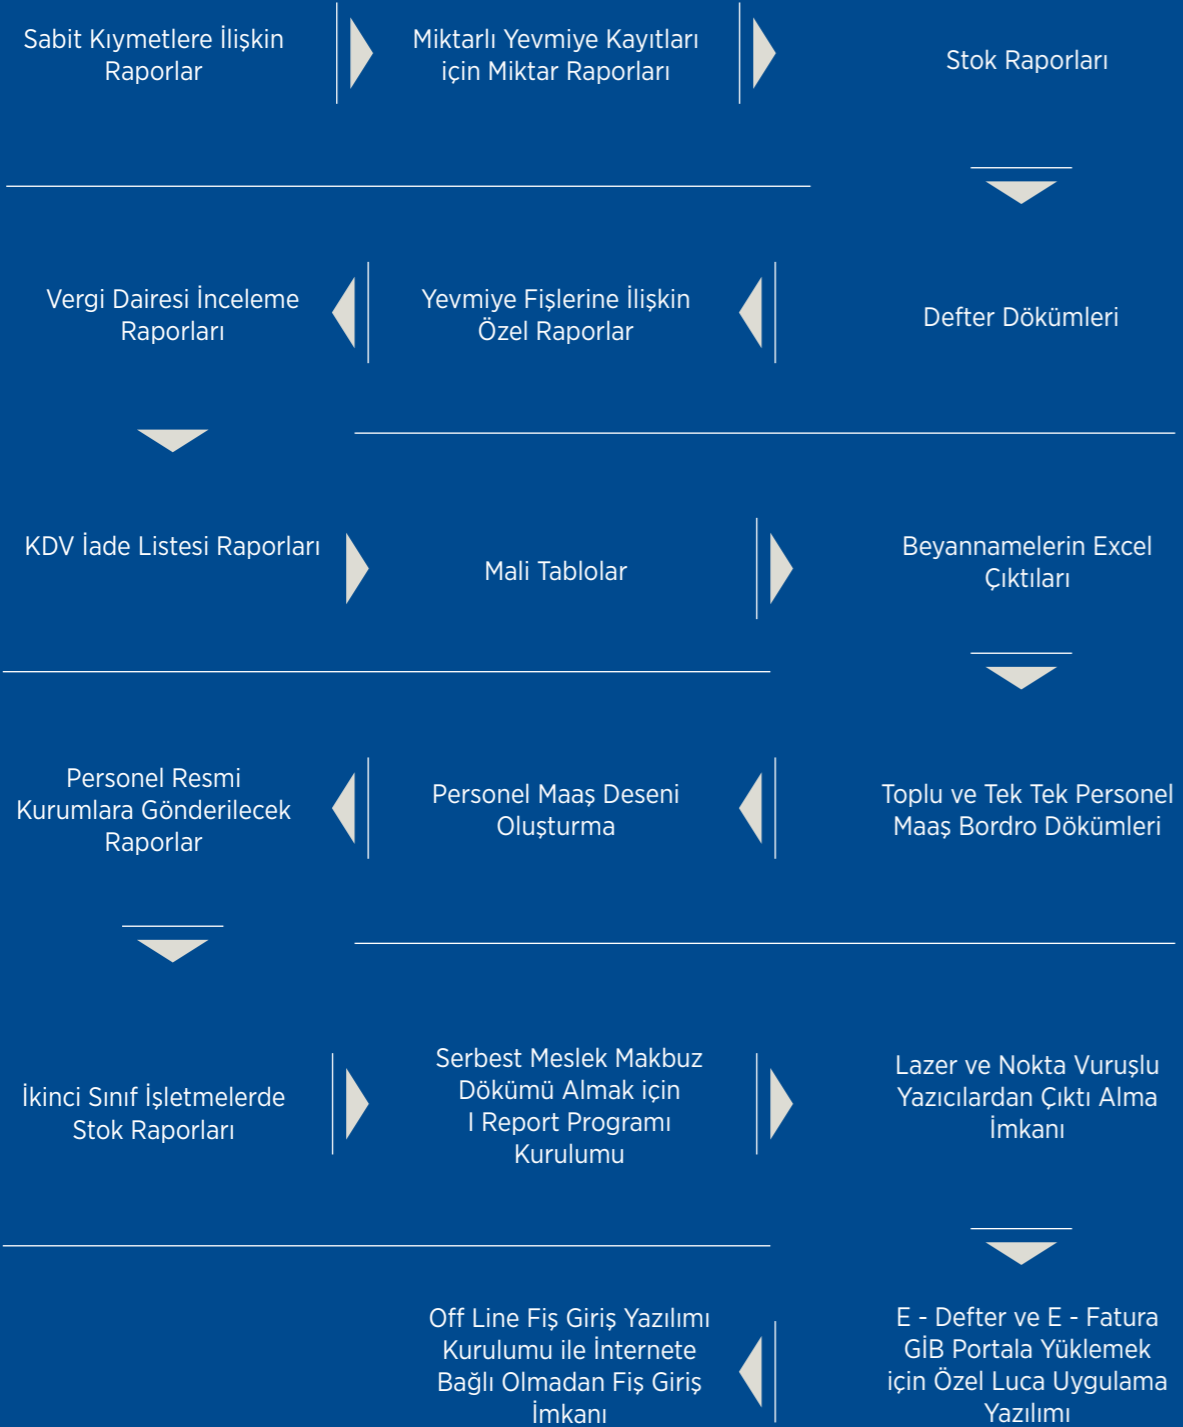 Sabit Kıymetlere İlişkin
Raporlar
Miktarlı Yevmiye Kayıtları
için Miktar Raporları
Stok Raporları
Defter Dökümleri
Yevmiye Fişlerine İlişkin
Özel Raporlar
Vergi Dairesi İnceleme
Raporları
KDV İade Listesi Raporları
Mali Tablolar
Beyannamelerin Excel
Çıktıları
Toplu ve Tek Tek Personel
Maaş Bordro Dökümleri
Personel Maaş Deseni
Oluşturma
Personel Resmi
Kurumlara Gönderilecek
Raporlar
İkinci Sınıf İşletmelerde
Stok Raporları
Serbest Meslek Makbuz
Dökümü Almak için
I Report Programı
Kurulumu
Lazer ve Nokta Vuruşlu
Yazıcılardan Çıktı Alma
İmkanı
E - Defter ve E - Fatura
GİB Portala Yüklemek
için Özel Luca Uygulama
Yazılımı
Off Line Fiş Giriş Yazılımı
Kurulumu ile İnternete
Bağlı Olmadan Fiş Giriş
İmkanı